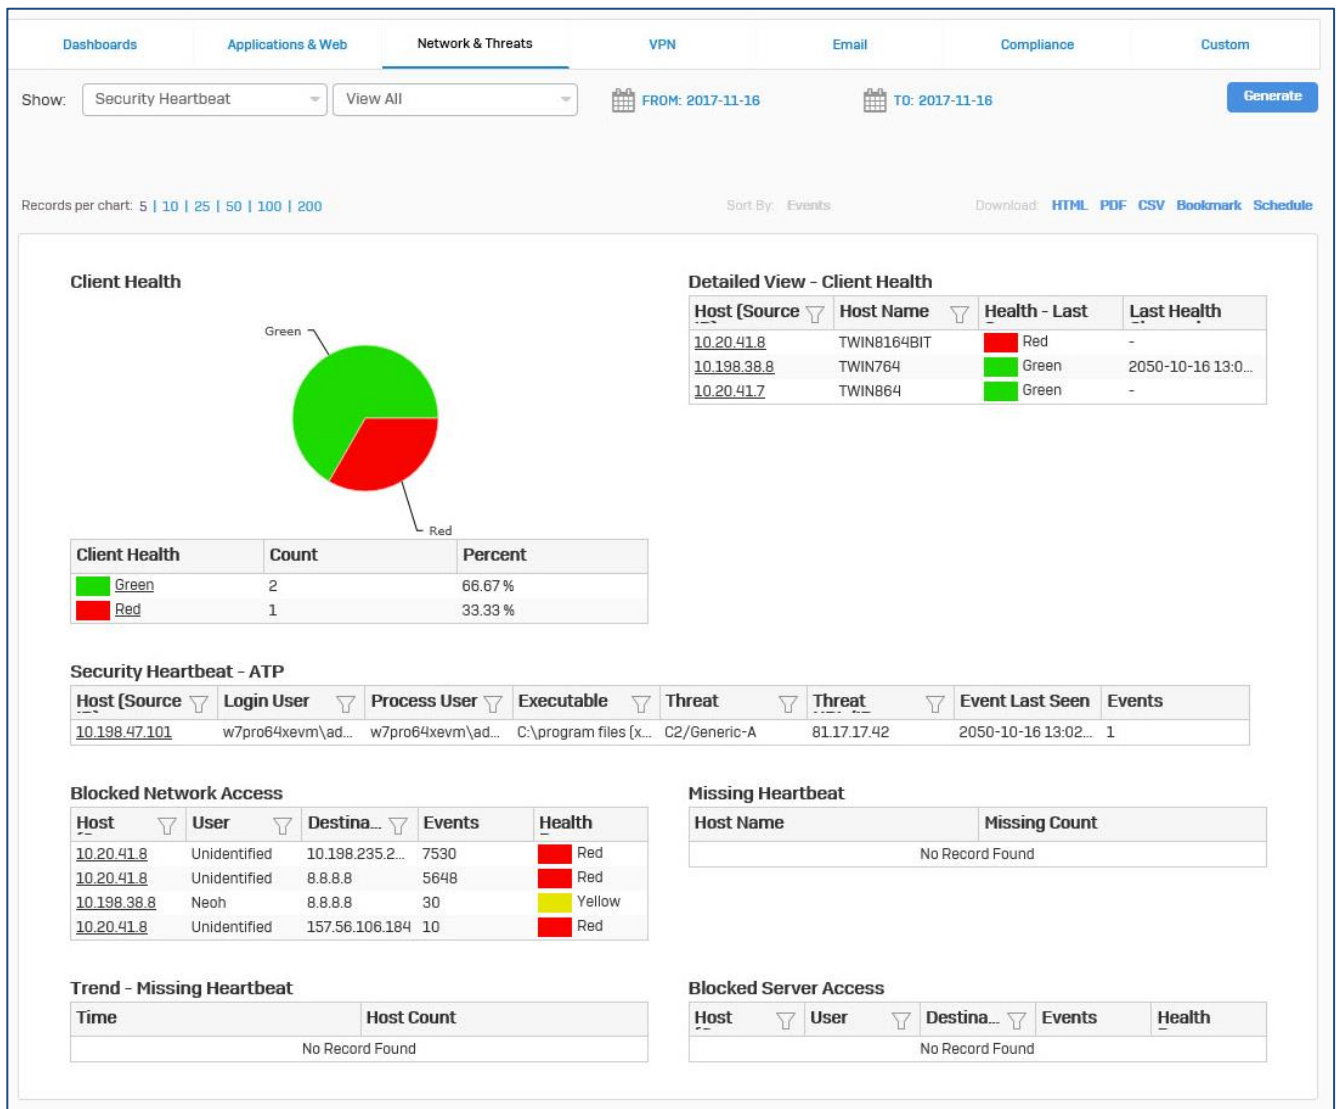 Dashboards Applications & Web Network & Threats VPN Email Compliance Custom
Show: Security Heartbeat View All FROM: 2017-11-16 TO: 2017-11-16 Generate
Records per chart: 5 | 10 | 25 | 50 | 100 | 200 Sort By: Events Download: HTML PDF CSV Bookmark Schedule
Client Health
Green
Red
Client Health Count Percent
Green 2 66.67 %
Red 1 33.33 %
Detailed View - Client Health
Host (Source Host Name Health - Last Last Health
10.20.41.8 TWIN8164BIT Red -
10.198.38.8 TWIN764 Green 2050-10-16 13:0...
10.20.41.7 TWIN864 Green -
Security Heartbeat - ATP
Host (Source Login User Process User Executable Threat Threat Event Last Seen Events
10.198.47.101 w7pro64xevm\ad... w7pro64xevm\ad... C:\program files (x... C2/Generic-A 81.17.17.42 2050-10-16 13:02... 1
Blocked Network Access
Host User Destina... Events Health
10.20.41.8 Unidentified 10.198.235.2... 7530 Red
10.20.41.8 Unidentified 8.8.8.8 5648 Red
10.198.38.8 Neoh 8.8.8.8 30 Yellow
10.20.41.8 Unidentified 157.56.106.184 10 Red
Missing Heartbeat
Host Name Missing Count
No Record Found
Trend - Missing Heartbeat
Time Host Count
No Record Found
Blocked Server Access
Host User Destina... Events Health
No Record Found